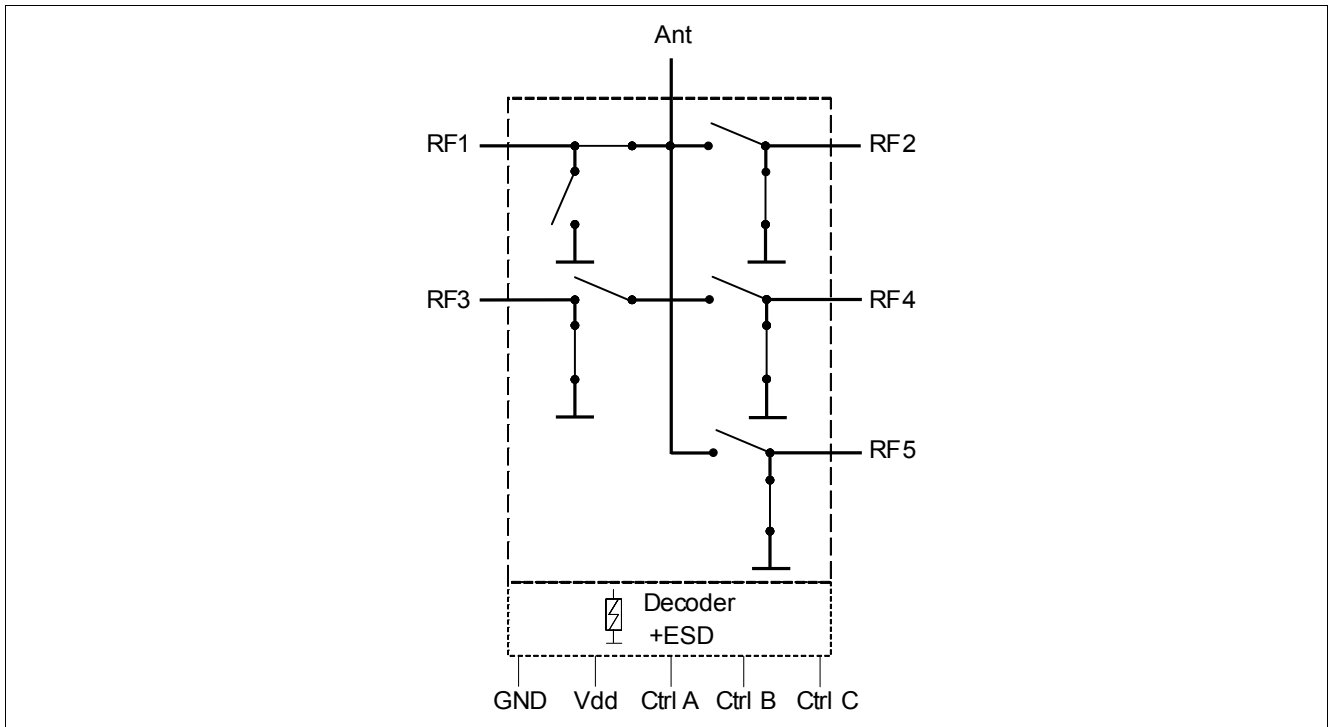 Ant
RF1
RF2
RF3
RF4
RF5
Decoder
+ESD
GND Vdd Ctrl A Ctrl B Ctrl C